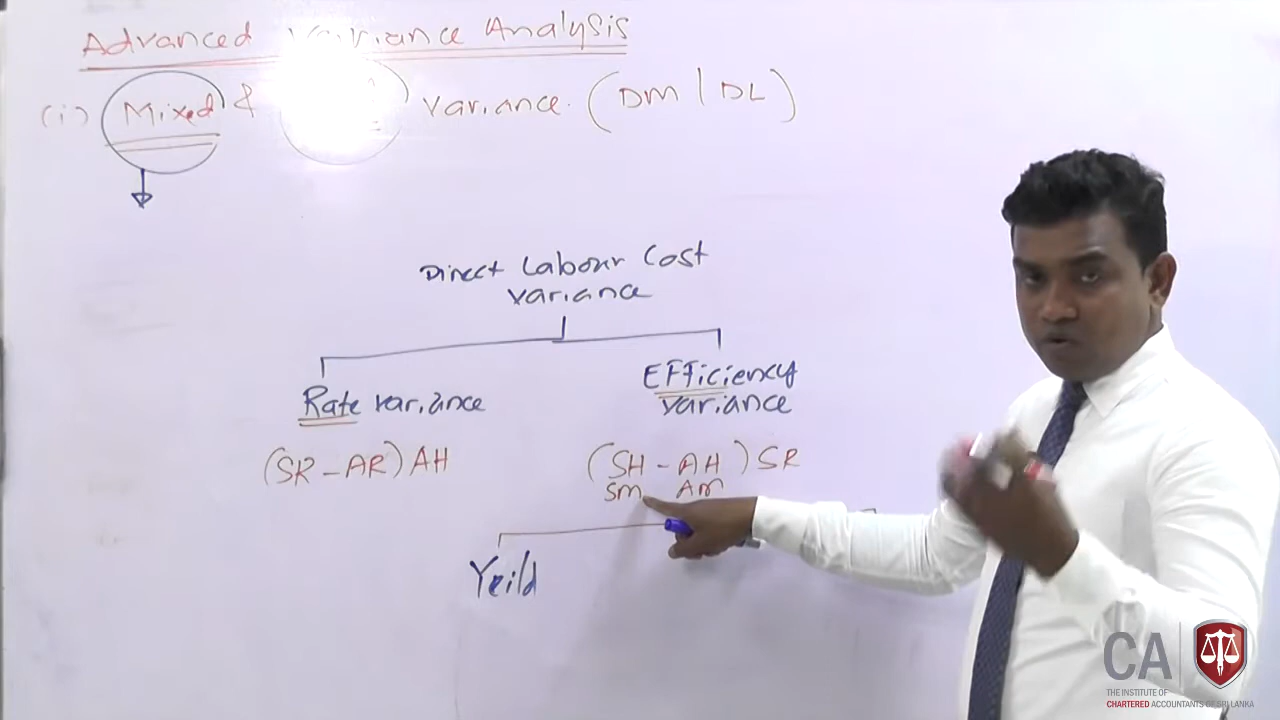 Advanced Variance Analysis
(i) Mixed & variance. (DM / DL)
Direct Labour Cost
variance
Rate variance
EFFiciency
variance
(SR - AR) AH
(SH - AH) SR
SM AM
Yeild
CA
THE INSTITUTE OF
CHARTERED ACCOUNTANTS OF SRI LANKA